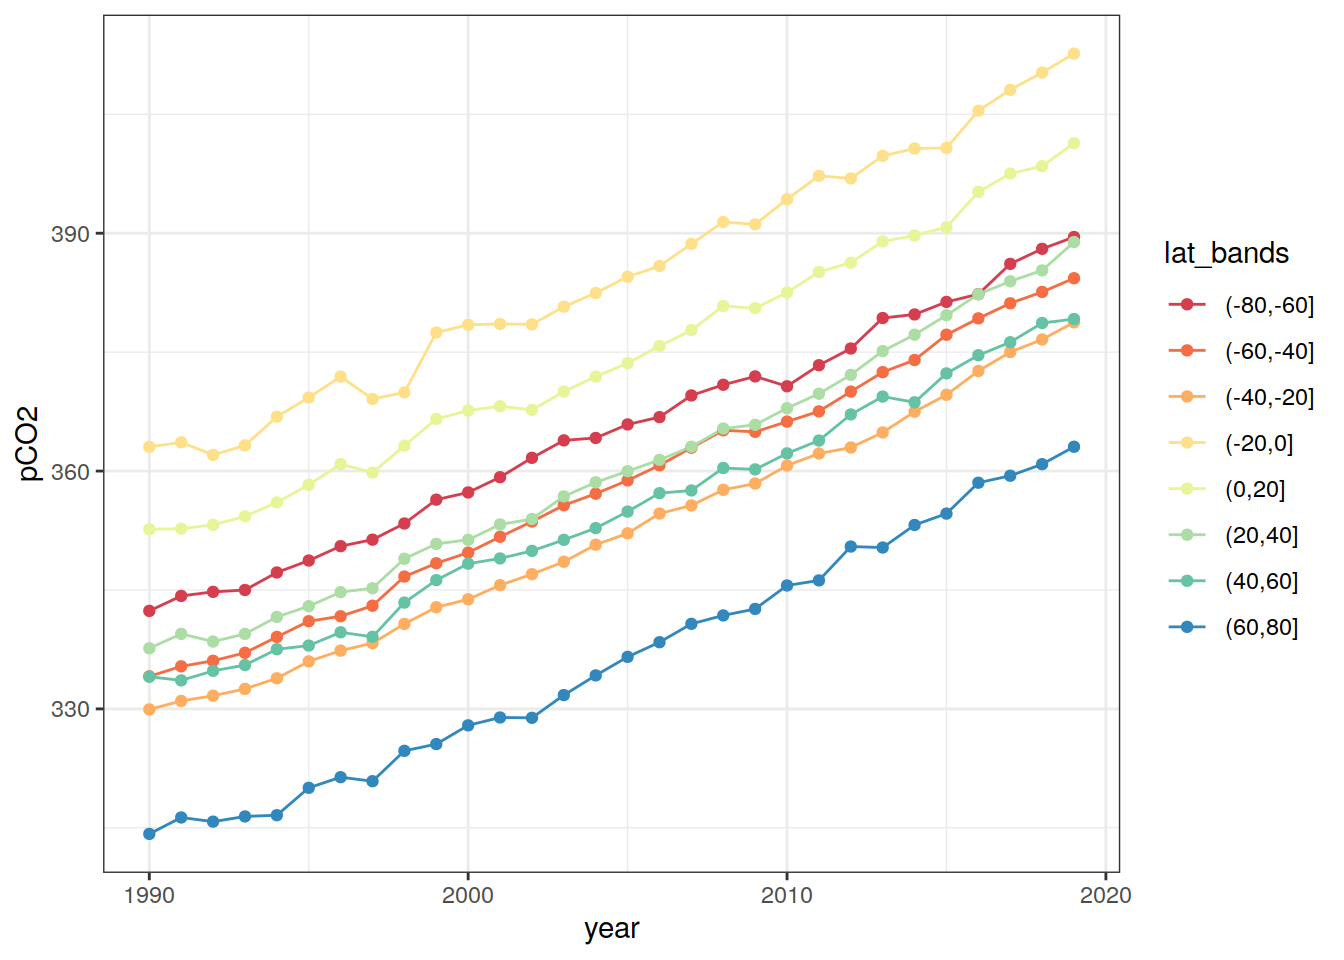 390
360
330
pCO2
1990 2000 2010 2020
year
lat_bands
(-80,-60]
(-60,-40]
(-40,-20]
(-20,0]
(0,20]
(20,40]
(40,60]
(60,80]